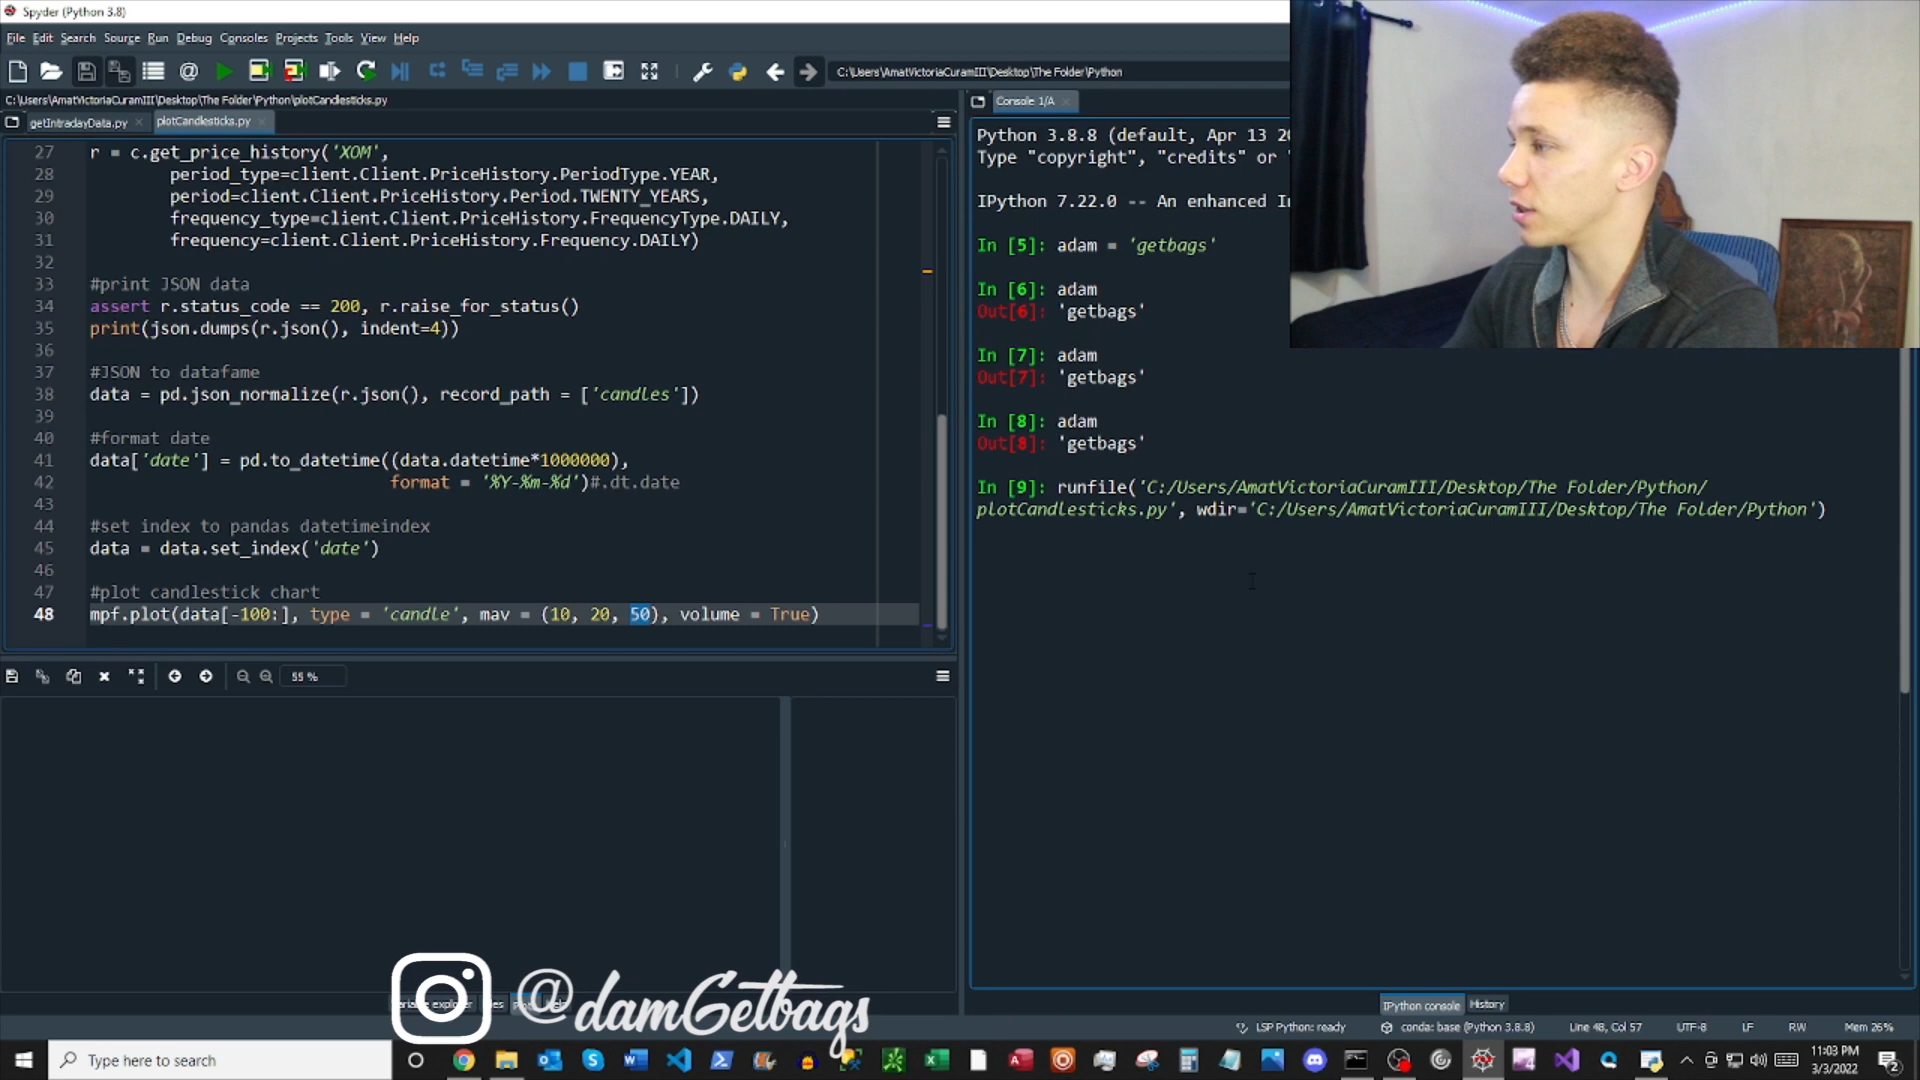 Spyder (Python 3.8)
File Edit Search Source Run Debug Consoles Projects Tools View Help
C:\Users\AmatVictoriaCuramIII\Desktop\The Folder\Python
C:\Users\AmatVictoriaCuramIII\Desktop\The Folder\Python\plotCandlesticks.py
getIntradayData.py plotCandlesticks.py
27 r = c.get_price_history('XOM',
28 period_type=client.Client.PriceHistory.PeriodType.YEAR,
29 period=client.Client.PriceHistory.Period.TWENTY_YEARS,
30 frequency_type=client.Client.PriceHistory.FrequencyType.DAILY,
31 frequency=client.Client.PriceHistory.Frequency.DAILY)
32
33 #print JSON data
34 assert r.status_code == 200, r.raise_for_status()
35 print(json.dumps(r.json(), indent=4))
36
37 #JSON to datafame
38 data = pd.json_normalize(r.json(), record_path = ['candles'])
39
40 #format date
41 data['date'] = pd.to_datetime((data.datetime*1000000),
42 format = '%Y-%m-%d')#.dt.date
43
44 #set index to pandas datetimeindex
45 data = data.set_index('date')
46
47 #plot candlestick chart
48 mpf.plot(data[-100:], type = 'candle', mav = (10, 20, 50), volume = True)
55 %
Console 1/A
Python 3.8.8 (default, Apr 13 20
Type "copyright", "credits" or "
IPython 7.22.0 -- An enhanced In
In [5]: adam = 'getbags'
In [6]: adam
Out[6]: 'getbags'
In [7]: adam
Out[7]: 'getbags'
In [8]: adam
Out[8]: 'getbags'
In [9]: runfile('C:/Users/AmatVictoriaCuramIII/Desktop/The Folder/Python/
plotCandlesticks.py', wdir='C:/Users/AmatVictoriaCuramIII/Desktop/The Folder/Python')
@damGetbags
IPython console History
LSP Python: ready conda: base (Python 3.8.8) Line 48, Col 57 UTF-8 LF RW Mem 26%
Type here to search
11:03 PM
3/3/2022
2